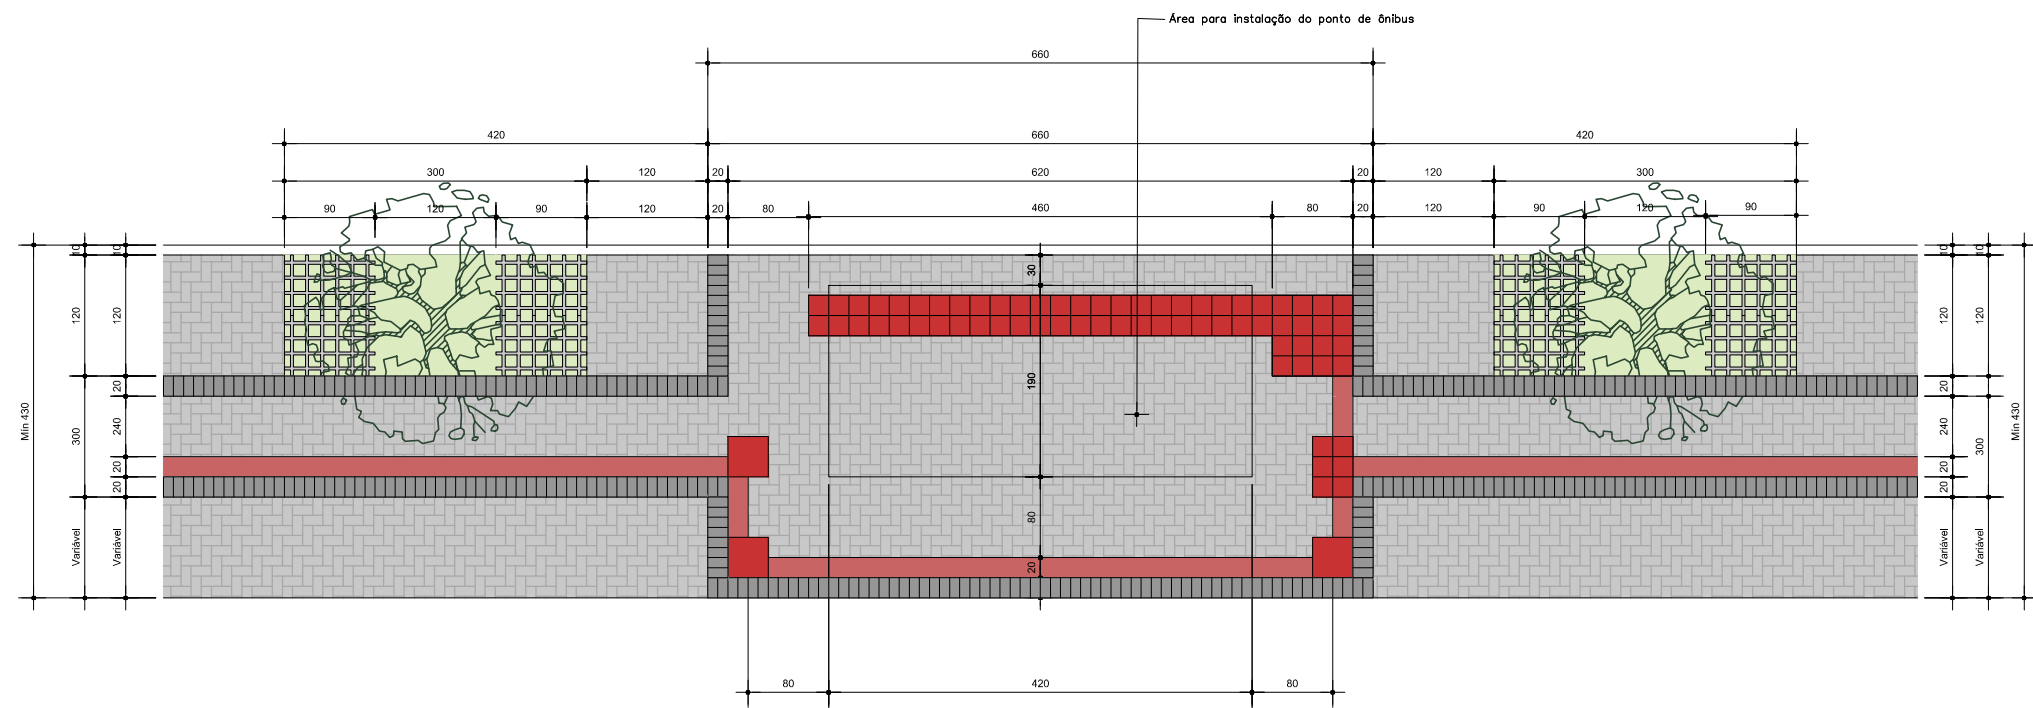 Área para instalação do ponto de ônibus
660
420 660 420
300 120 20 620 20 120 300
90 120 90 120 20 80 460 80 20 120 90 120 90
10 10 10 10
30
120 120 120 120
20 20
190
Min 430 300 240 240 300 Min 430
20 20
20 20
80
Variável Variável Variável Variável
20
80 420 80